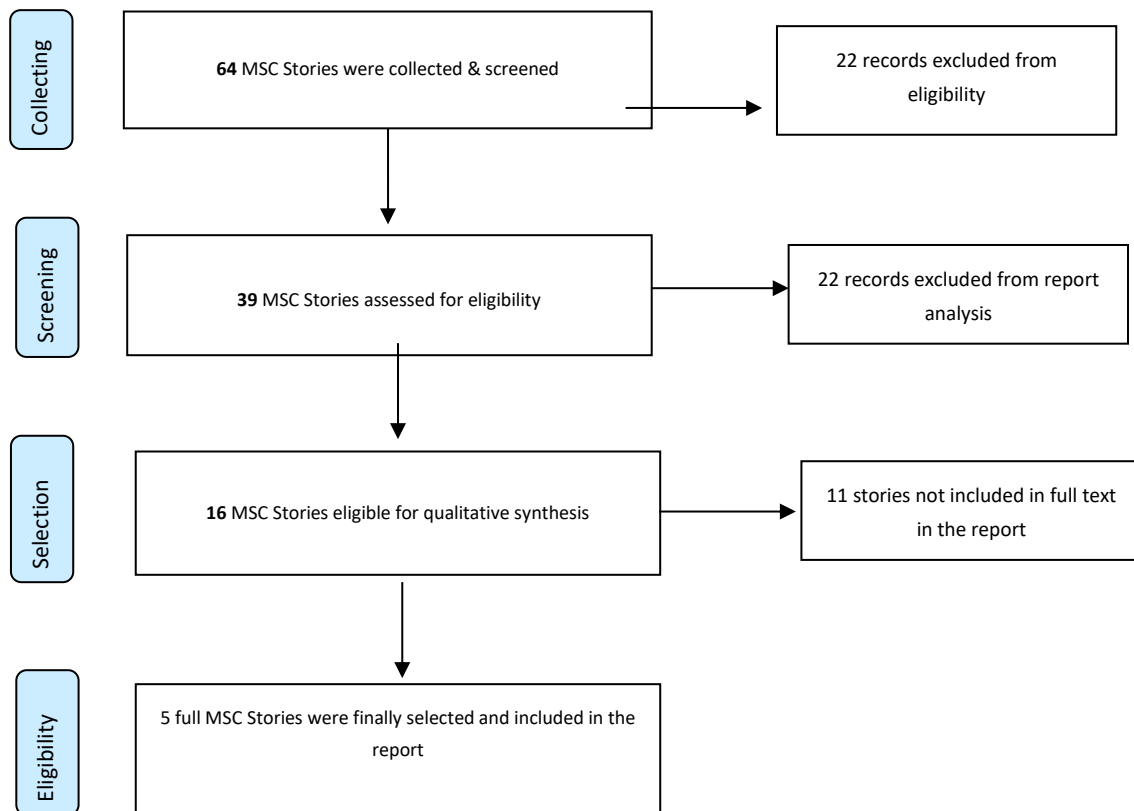 Collecting
64 MSC Stories were collected & screened
22 records excluded from
eligibility
Screening
39 MSC Stories assessed for eligibility
22 records excluded from report
analysis
Selection
16 MSC Stories eligible for qualitative synthesis
11 stories not included in full text
in the report
Eligibility
5 full MSC Stories were finally selected and included in the
report